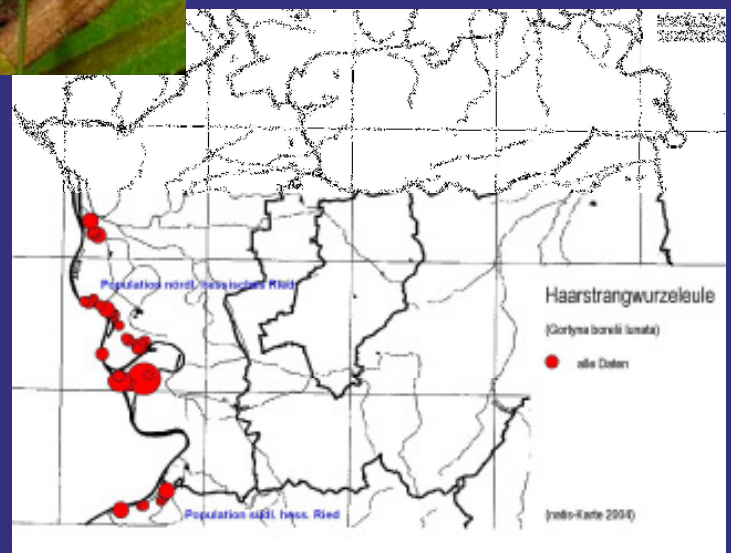 Population nördl. hessisches Ried
Haarstrangwurzeleule
(Gortyna borelii lunata)
alle Daten
Population südl. hess. Ried
(natis-Karte 2004)